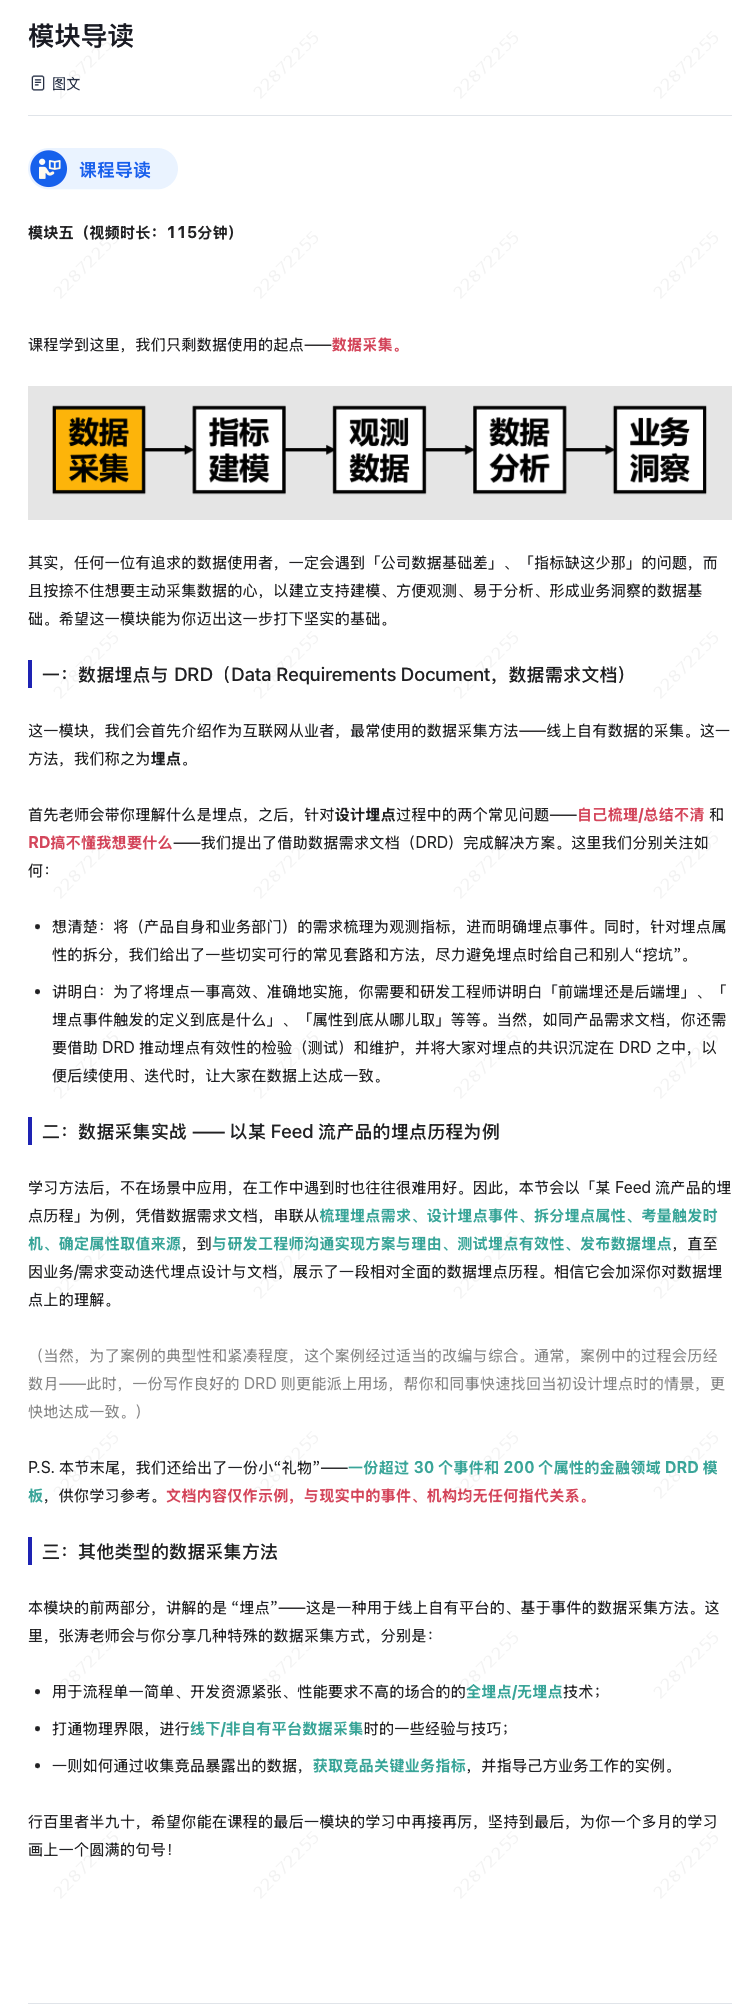 模块导读
图文
课程导读
模块五（视频时长：115分钟）
课程学到这里，我们只剩数据使用的起点——数据采集。
数据采集
指标建模
观测数据
数据分析
业务洞察
其实，任何一位有追求的数据使用者，一定会遇到「公司数据基础差」、「指标缺这少那」的问题，而
且按捺不住想要主动采集数据的心，以建立支持建模、方便观测、易于分析、形成业务洞察的数据基
础。希望这一模块能为你迈出这一步打下坚实的基础。
一：数据埋点与 DRD（Data Requirements Document，数据需求文档）
这一模块，我们会首先介绍作为互联网从业者，最常使用的数据采集方法——线上自有数据的采集。这一
方法，我们称之为埋点。
首先老师会带你理解什么是埋点，之后，针对设计埋点过程中的两个常见问题——自己梳理/总结不清 和
RD搞不懂我想要什么——我们提出了借助数据需求文档（DRD）完成解决方案。这里我们分别关注如
何：
• 想清楚：将（产品自身和业务部门）的需求梳理为观测指标，进而明确埋点事件。同时，针对埋点属
性的拆分，我们给出了一些切实可行的常见套路和方法，尽力避免埋点时给自己和别人“挖坑”。
• 讲明白：为了将埋点一事高效、准确地实施，你需要和研发工程师讲明白「前端埋还是后端埋」、「
埋点事件触发的定义到底是什么」、「属性到底从哪儿取」等等。当然，如同产品需求文档，你还需
要借助 DRD 推动埋点有效性的检验（测试）和维护，并将大家对埋点的共识沉淀在 DRD 之中，以
便后续使用、迭代时，让大家在数据上达成一致。
二：数据采集实战 —— 以某 Feed 流产品的埋点历程为例
学习方法后，不在场景中应用，在工作中遇到时也往往很难用好。因此，本节会以「某 Feed 流产品的埋
点历程」为例，凭借数据需求文档，串联从梳理埋点需求、设计埋点事件、拆分埋点属性、考量触发时
机、确定属性取值来源，到与研发工程师沟通实现方案与理由、测试埋点有效性、发布数据埋点，直至
因业务/需求变动迭代埋点设计与文档，展示了一段相对全面的数据埋点历程。相信它会加深你对数据埋
点上的理解。
（当然，为了案例的典型性和紧凑程度，这个案例经过适当的改编与综合。通常，案例中的过程会历经
数月——此时，一份写作良好的 DRD 则更能派上用场，帮你和同事快速找回当初设计埋点时的情景，更
快地达成一致。）
P.S. 本节末尾，我们还给出了一份小“礼物”——一份超过 30 个事件和 200 个属性的金融领域 DRD 模
板，供你学习参考。文档内容仅作示例，与现实中的事件、机构均无任何指代关系。
三：其他类型的数据采集方法
本模块的前两部分，讲解的是 “埋点”——这是一种用于线上自有平台的、基于事件的数据采集方法。这
里，张涛老师会与你分享几种特殊的数据采集方式，分别是：
• 用于流程单一简单、开发资源紧张、性能要求不高的场合的的全埋点/无埋点技术；
• 打通物理界限，进行线下/非自有平台数据采集时的一些经验与技巧；
• 一则如何通过收集竞品暴露出的数据，获取竞品关键业务指标，并指导己方业务工作的实例。
行百里者半九十，希望你能在课程的最后一模块的学习中再接再厉，坚持到最后，为你一个多月的学习
画上一个圆满的句号！
22872255